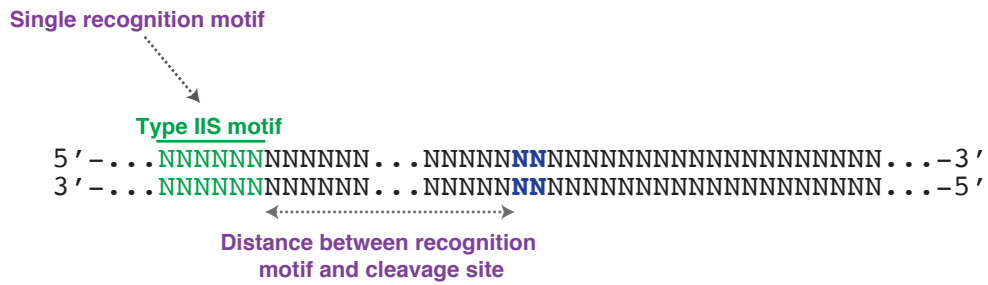 Single recognition motif
Type IIS motif
5′–...NNNNNNNNNNNN...NNNNNNNNNNNNNNNNNNNNNNNNNN...–3′
3′–...NNNNNNNNNNNN...NNNNNNNNNNNNNNNNNNNNNNNNNN...–5′
Distance between recognition
motif and cleavage site